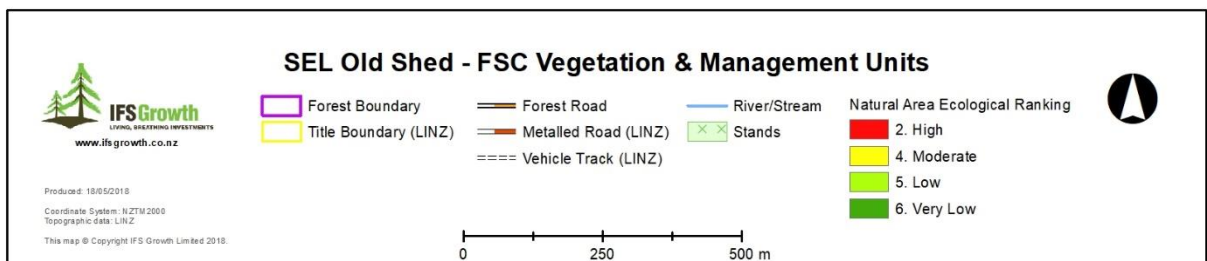 SEL Old Shed - FSC Vegetation & Management Units
IFSGrowth
LIVING, BREATHING INVESTMENTS
www.ifsgrowth.co.nz
Forest Boundary
Title Boundary (LINZ)
Forest Road
Metalled Road (LINZ)
Vehicle Track (LINZ)
River/Stream
Stands
Natural Area Ecological Ranking
2. High
4. Moderate
5. Low
6. Very Low
Produced: 18/05/2018
Coordinate System: NZTM2000
Topographic data: LINZ
This map © Copyright IFS Growth Limited 2018.
0 250 500 m